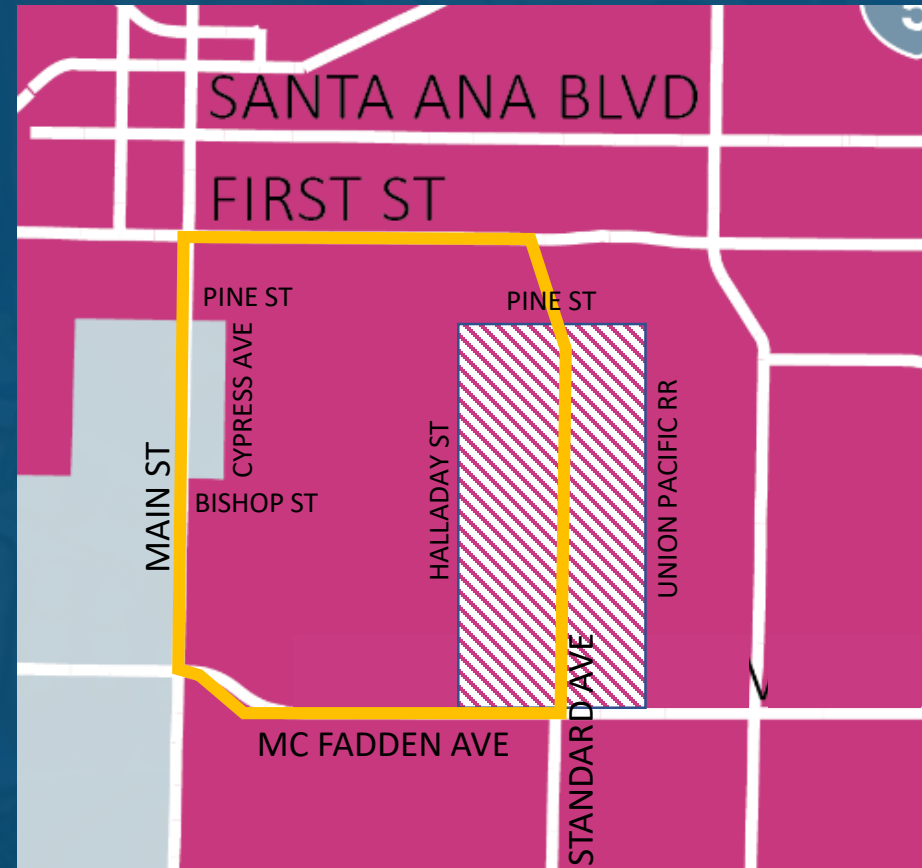 5
SANTA ANA BLVD
FIRST ST
PINE ST
PINE ST
CYPRESS AVE
MAIN ST
BISHOP ST
HALLADAY ST
UNION PACIFIC RR
STANDARD AVE
MC FADDEN AVE